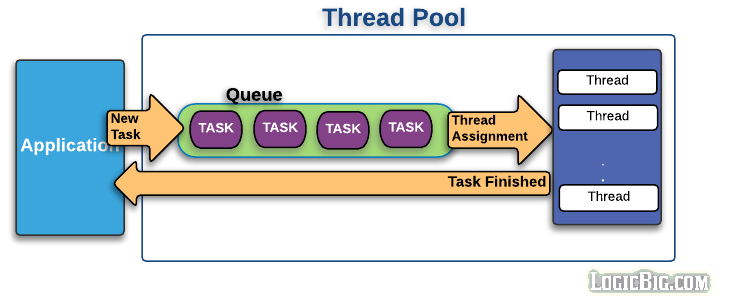 Thread Pool
Queue
Application
New
Task
TASK
TASK
TASK
TASK
Thread
Assignment
Thread
Thread
.
.
Thread
Task Finished
LogicBig.com